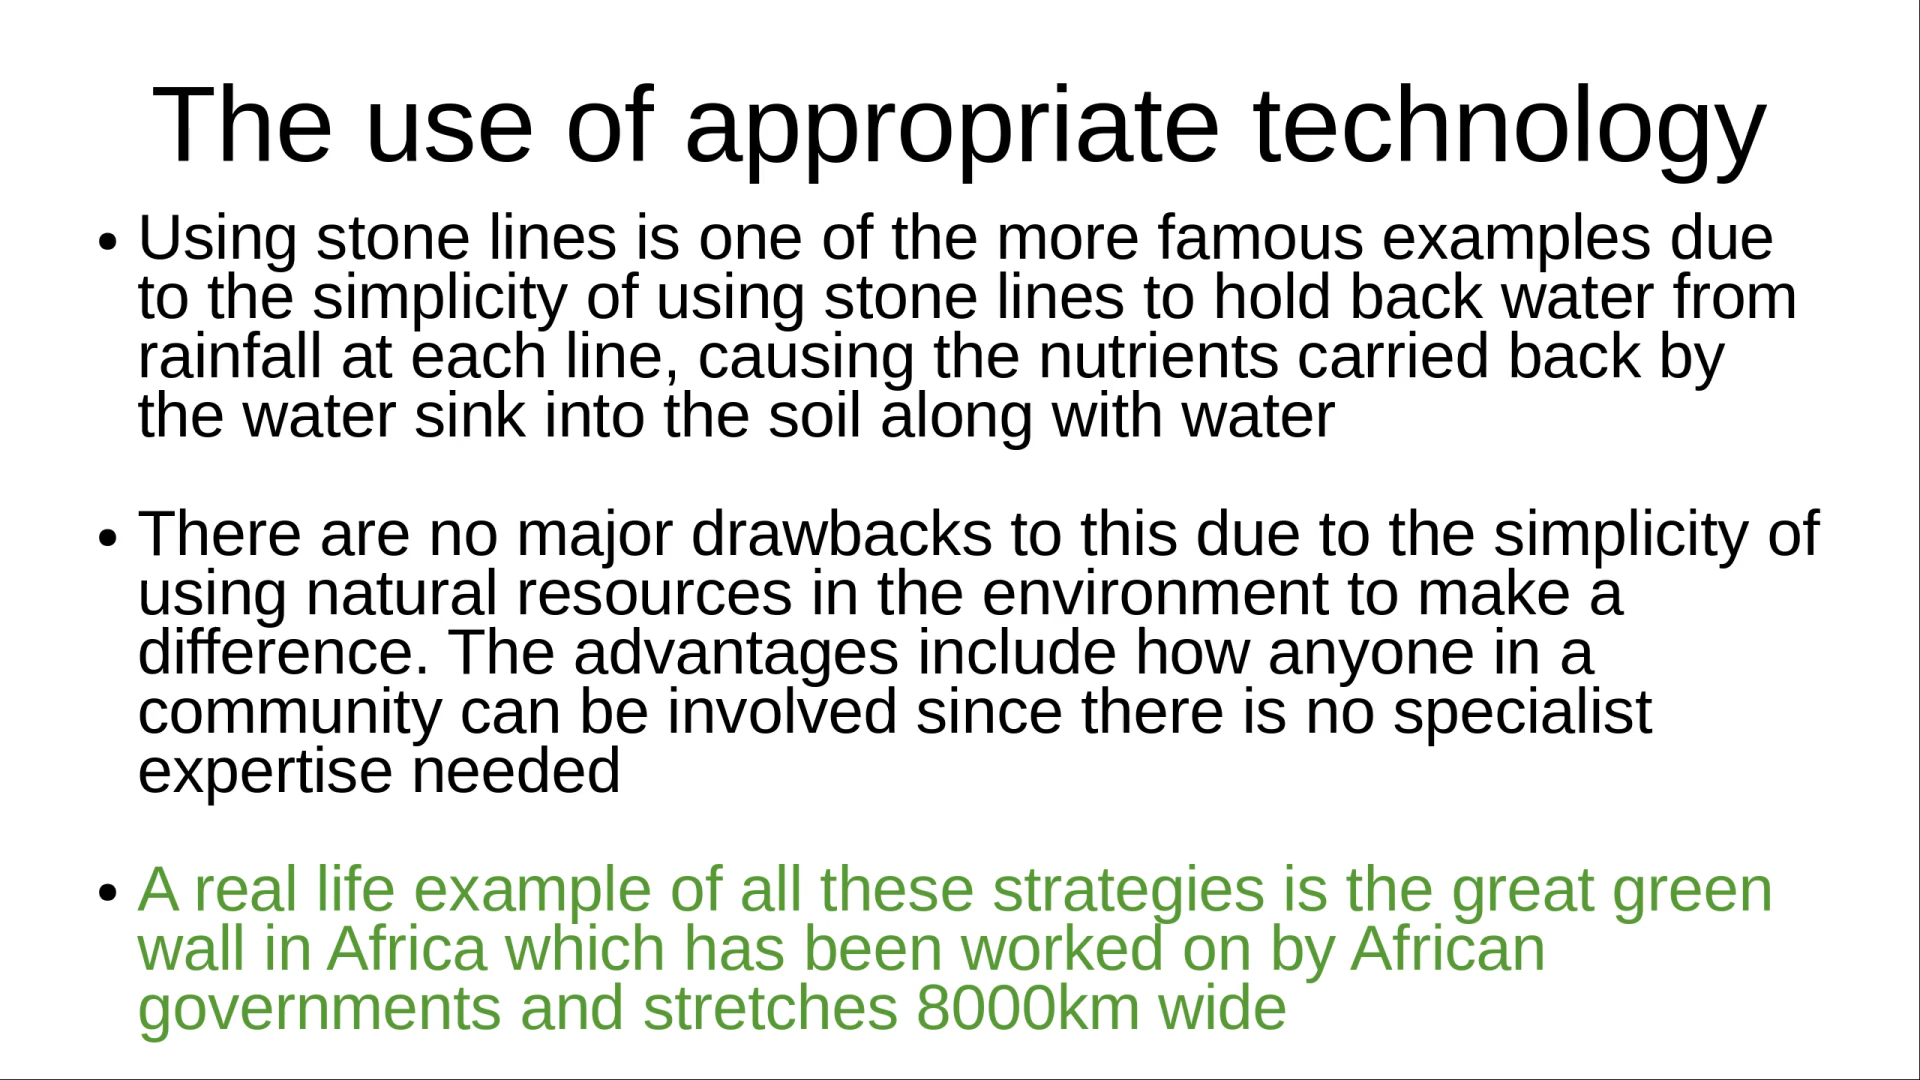 The use of appropriate technology
• Using stone lines is one of the more famous examples due
to the simplicity of using stone lines to hold back water from
rainfall at each line, causing the nutrients carried back by
the water sink into the soil along with water
• There are no major drawbacks to this due to the simplicity of
using natural resources in the environment to make a
difference. The advantages include how anyone in a
community can be involved since there is no specialist
expertise needed
• A real life example of all these strategies is the great green
wall in Africa which has been worked on by African
governments and stretches 8000km wide